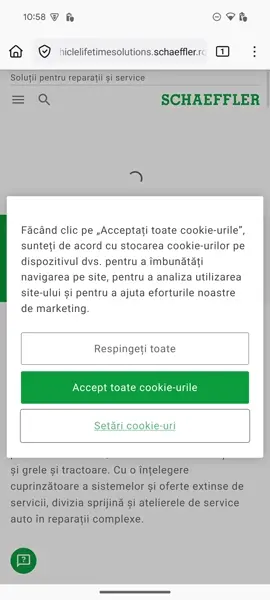 10:58
hiclelifetimesolutions.schaeffler.ro
1
Soluții pentru reparații și service
SCHAEFFLER
Făcând clic pe „Acceptați toate cookie-urile”,
sunteți de acord cu stocarea cookie-urilor pe
dispozitivul dvs. pentru a îmbunătăți
navigarea pe site, pentru a analiza utilizarea
site-ului și pentru a ajuta eforturile noastre
de marketing.
Respingeți toate
Accept toate cookie-urile
Setări cookie-uri
și grele și tractoare. Cu o înțelegere
cuprinzătoare a sistemelor și oferte extinse de
servicii, divizia sprijină și atelierele de service
auto în reparații complexe.